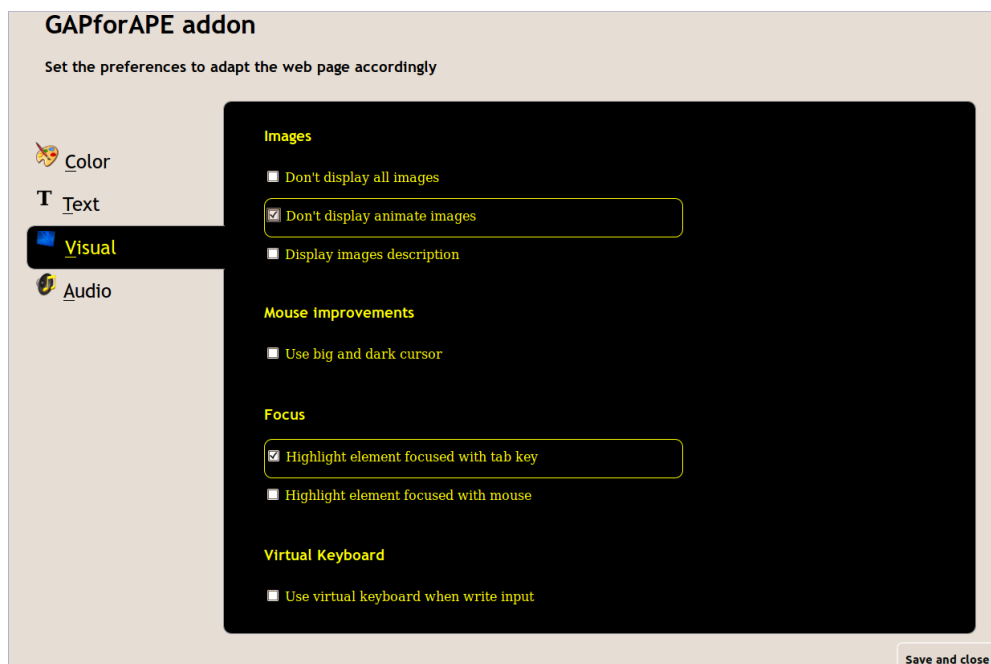 GAPforAPE addon
Set the preferences to adapt the web page accordingly
Color
Text
Visual
Audio
Images
Don't display all images
Don't display animate images
Display images description
Mouse improvements
Use big and dark cursor
Focus
Highlight element focused with tab key
Highlight element focused with mouse
Virtual Keyboard
Use virtual keyboard when write input
Save and close